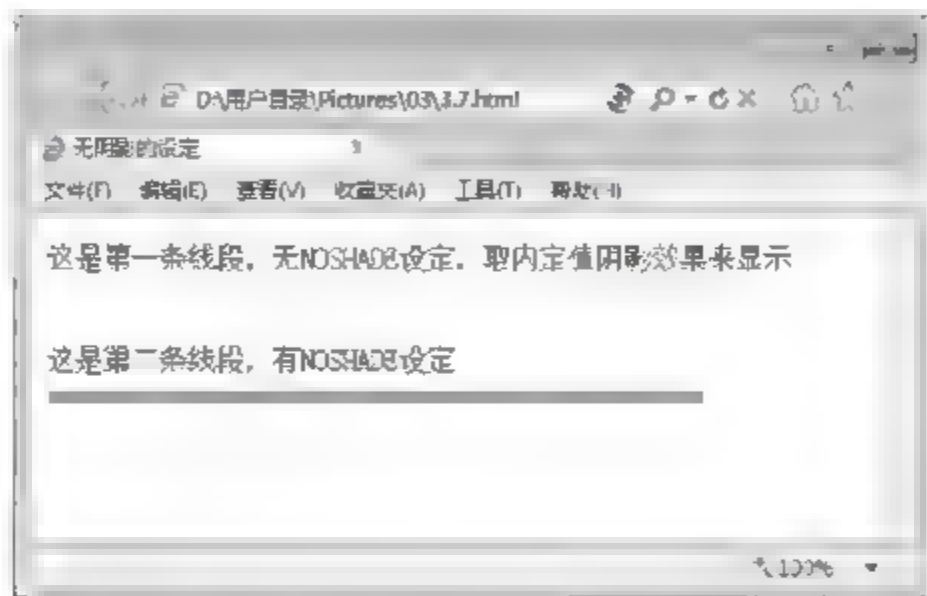 D:\用户目录\Pictures\03\3.7.html
无阴影的设定
文件(F) 编辑(E) 查看(V) 收藏夹(A) 工具(T) 帮助(H)
这是第一条线段，无NOSHADE设定，取内定值阴影效果来显示
这是第二条线段，有NOSHADE设定
100%